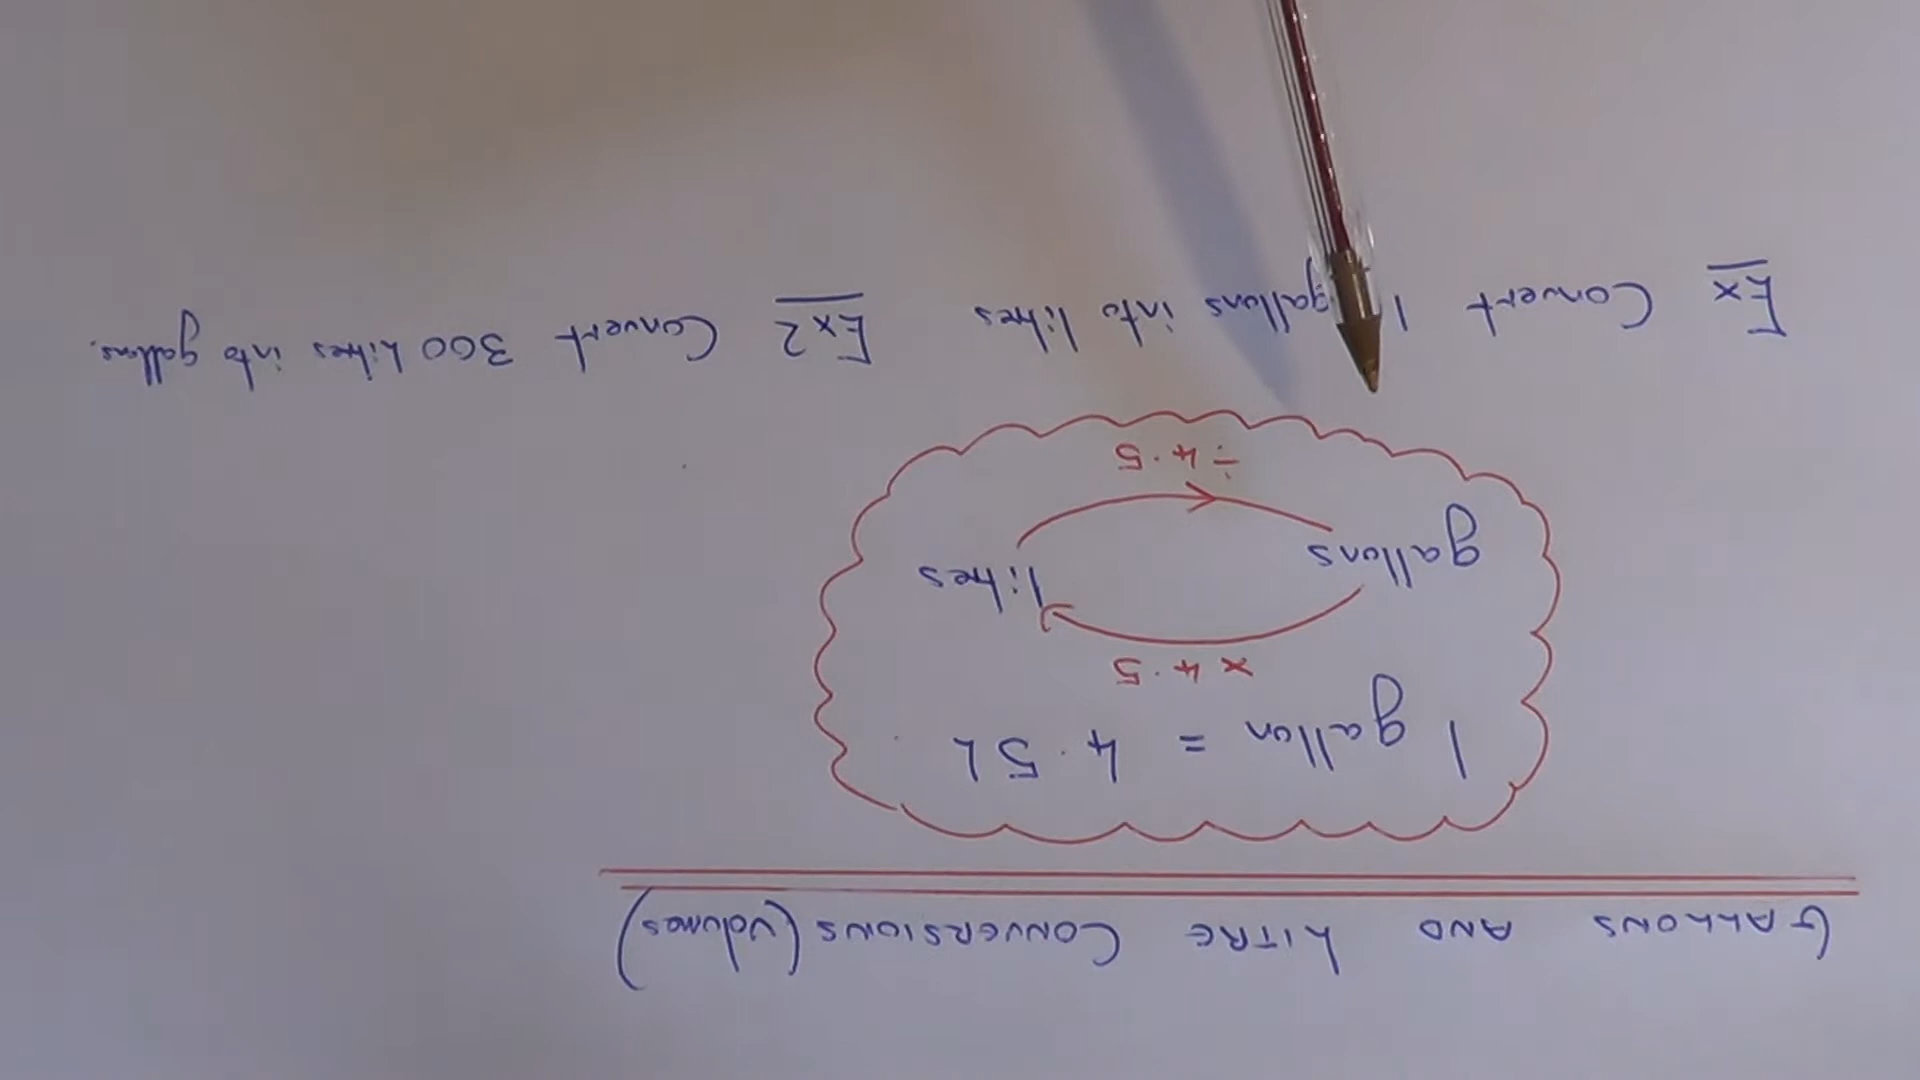 GALLONS AND LITRE CONVERSIONS (Volumes)
1 gallon = 4.5L
× 4.5
gallons litres
÷ 4.5
Ex Convert gallons into litres Ex2 Convert 300 Litres into gallons.